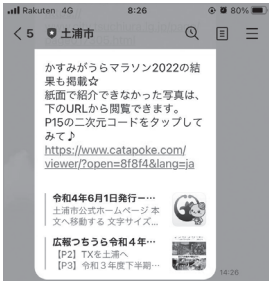 Rakuten 4G 8:26 80%
< 5 土浦市
かすみがうらマラソン2022の結
果も掲載☆
紙面で紹介できなかった写真は、
下のURLから閲覧できます。
P15の二次元コードをタップして
みて♪
https://www.catapoke.com/
viewer/?open=8f8f4&lang=ja
令和4年6月1日発行ー…
土浦市公式ホームページ 本
文へ移動する 文字サイズ…
広報つちうら令和４年…
【P2】TXを土浦へ
【P3】令和３年度下半期…
14:26